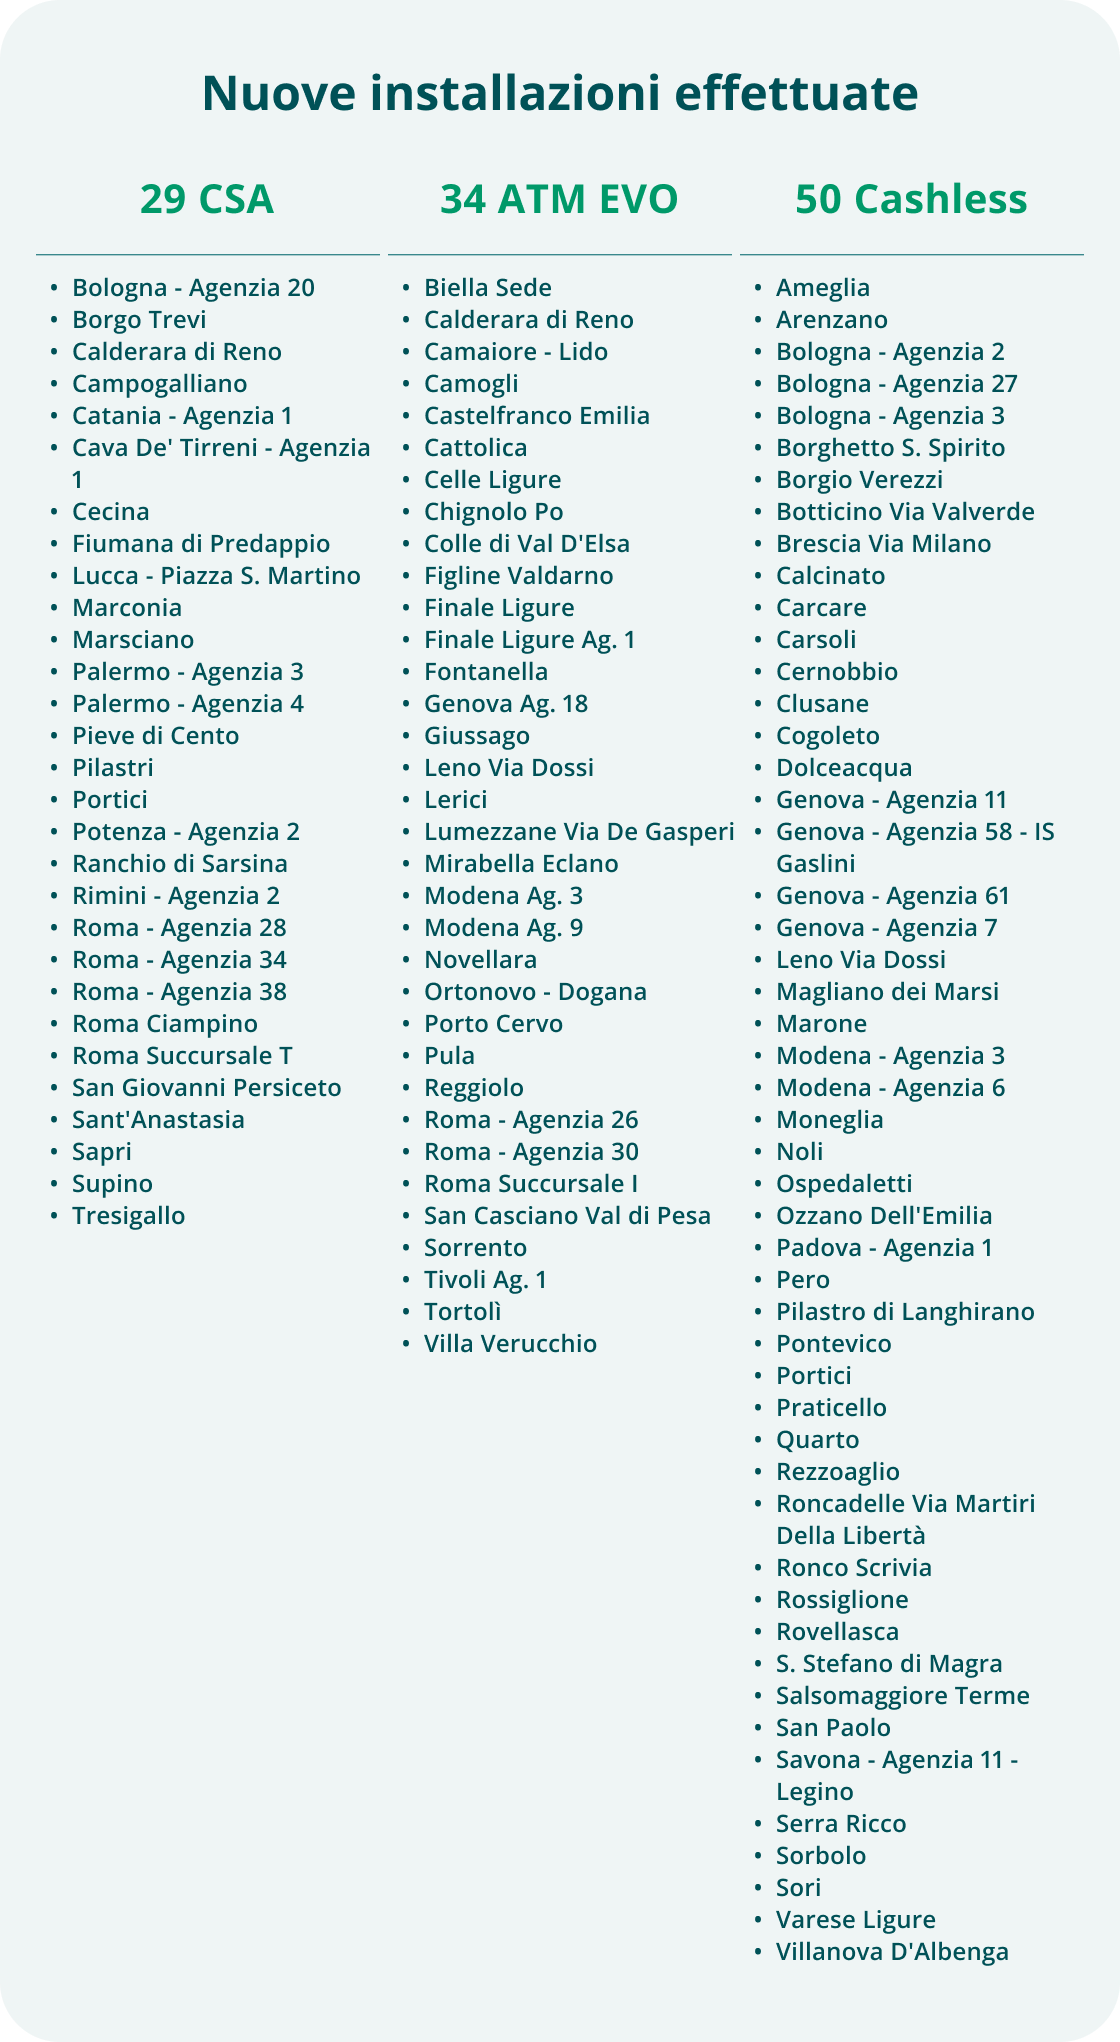 Nuove installazioni effettuate
29 CSA
• Bologna - Agenzia 20
• Borgo Trevi
• Calderara di Reno
• Campogalliano
• Catania - Agenzia 1
• Cava De' Tirreni - Agenzia
1
• Cecina
• Fiumana di Predappio
• Lucca - Piazza S. Martino
• Marconia
• Marsciano
• Palermo - Agenzia 3
• Palermo - Agenzia 4
• Pieve di Cento
• Pilastri
• Portici
• Potenza - Agenzia 2
• Ranchio di Sarsina
• Rimini - Agenzia 2
• Roma - Agenzia 28
• Roma - Agenzia 34
• Roma - Agenzia 38
• Roma Ciampino
• Roma Succursale T
• San Giovanni Persiceto
• Sant'Anastasia
• Sapri
• Supino
• Tresigallo
34 ATM EVO
• Biella Sede
• Calderara di Reno
• Camaiore - Lido
• Camogli
• Castelfranco Emilia
• Cattolica
• Celle Ligure
• Chignolo Po
• Colle di Val D'Elsa
• Figline Valdarno
• Finale Ligure
• Finale Ligure Ag. 1
• Fontanella
• Genova Ag. 18
• Giussago
• Leno Via Dossi
• Lerici
• Lumezzane Via De Gasperi
• Mirabella Eclano
• Modena Ag. 3
• Modena Ag. 9
• Novellara
• Ortonovo - Dogana
• Porto Cervo
• Pula
• Reggiolo
• Roma - Agenzia 26
• Roma - Agenzia 30
• Roma Succursale I
• San Casciano Val di Pesa
• Sorrento
• Tivoli Ag. 1
• Tortolì
• Villa Verucchio
50 Cashless
• Ameglia
• Arenzano
• Bologna - Agenzia 2
• Bologna - Agenzia 27
• Bologna - Agenzia 3
• Borghetto S. Spirito
• Borgio Verezzi
• Botticino Via Valverde
• Brescia Via Milano
• Calcinato
• Carcare
• Carsoli
• Cernobbio
• Clusane
• Cogoleto
• Dolceacqua
• Genova - Agenzia 11
• Genova - Agenzia 58 - IS
Gaslini
• Genova - Agenzia 61
• Genova - Agenzia 7
• Leno Via Dossi
• Magliano dei Marsi
• Marone
• Modena - Agenzia 3
• Modena - Agenzia 6
• Moneglia
• Noli
• Ospedaletti
• Ozzano Dell'Emilia
• Padova - Agenzia 1
• Pero
• Pilastro di Langhirano
• Pontevico
• Portici
• Praticello
• Quarto
• Rezzoaglio
• Roncadelle Via Martiri
Della Libertà
• Ronco Scrivia
• Rossiglione
• Rovellasca
• S. Stefano di Magra
• Salsomaggiore Terme
• San Paolo
• Savona - Agenzia 11 -
Legino
• Serra Ricco
• Sorbolo
• Sori
• Varese Ligure
• Villanova D'Albenga